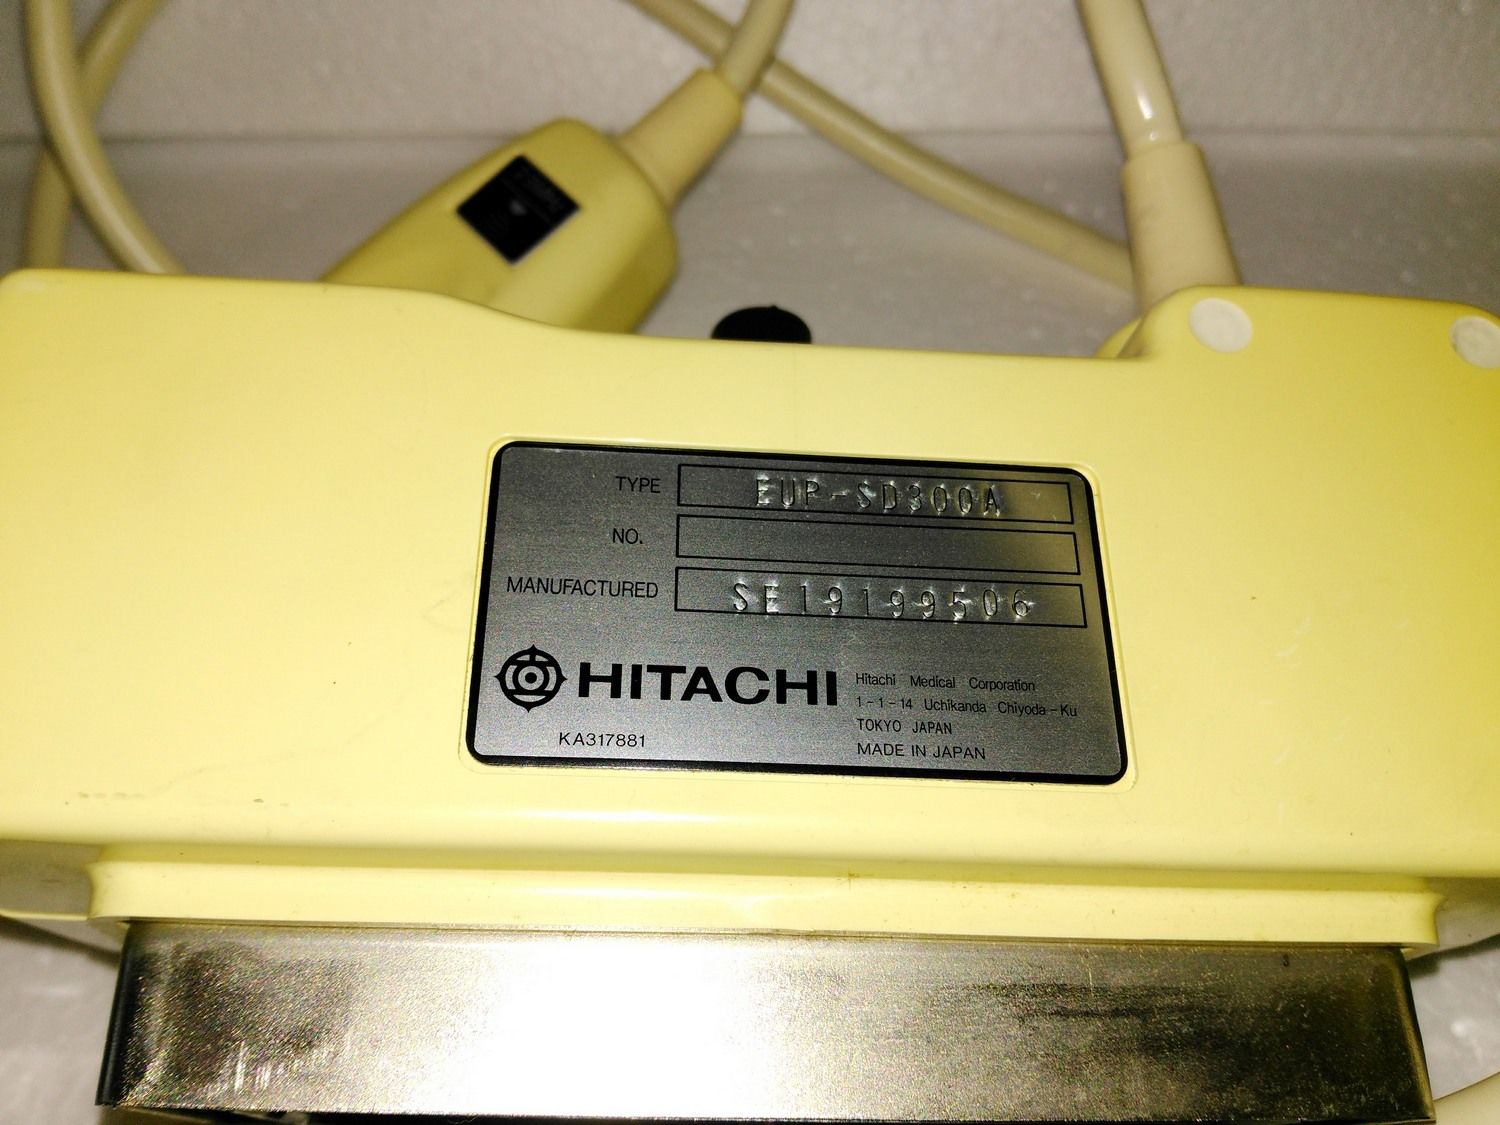 TYPE EUP-SD300A
NO.
MANUFACTURED SE19199506
HITACHI
Hitachi Medical Corporation
1-1-14 Uchikanda Chiyoda-Ku
TOKYO JAPAN
MADE IN JAPAN
KA317881